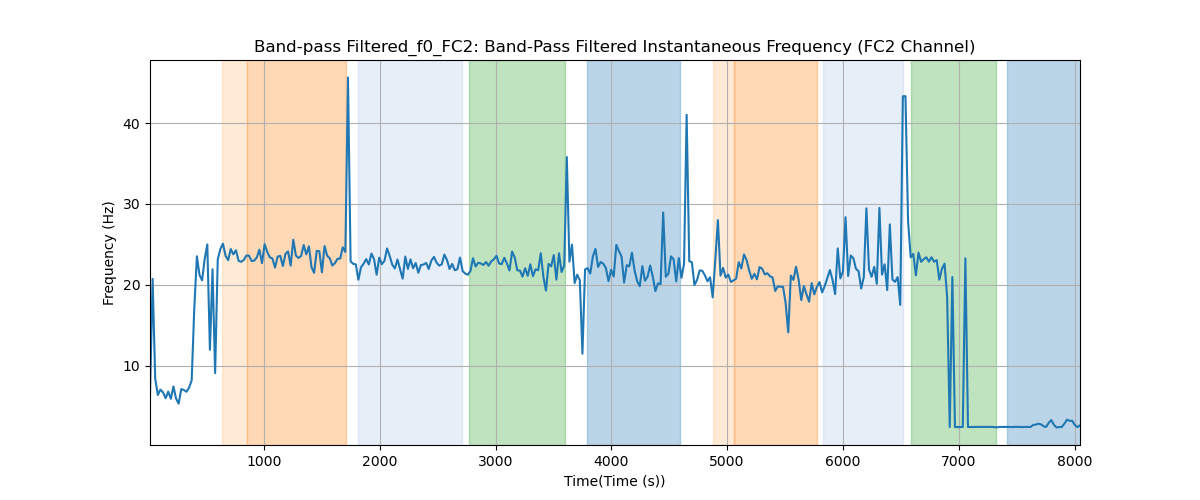 Band-pass Filtered_f0_FC2: Band-Pass Filtered Instantaneous Frequency (FC2 Channel)
Frequency (Hz)
40
30
20
10
1000 2000 3000 4000 5000 6000 7000 8000
Time(Time (s))